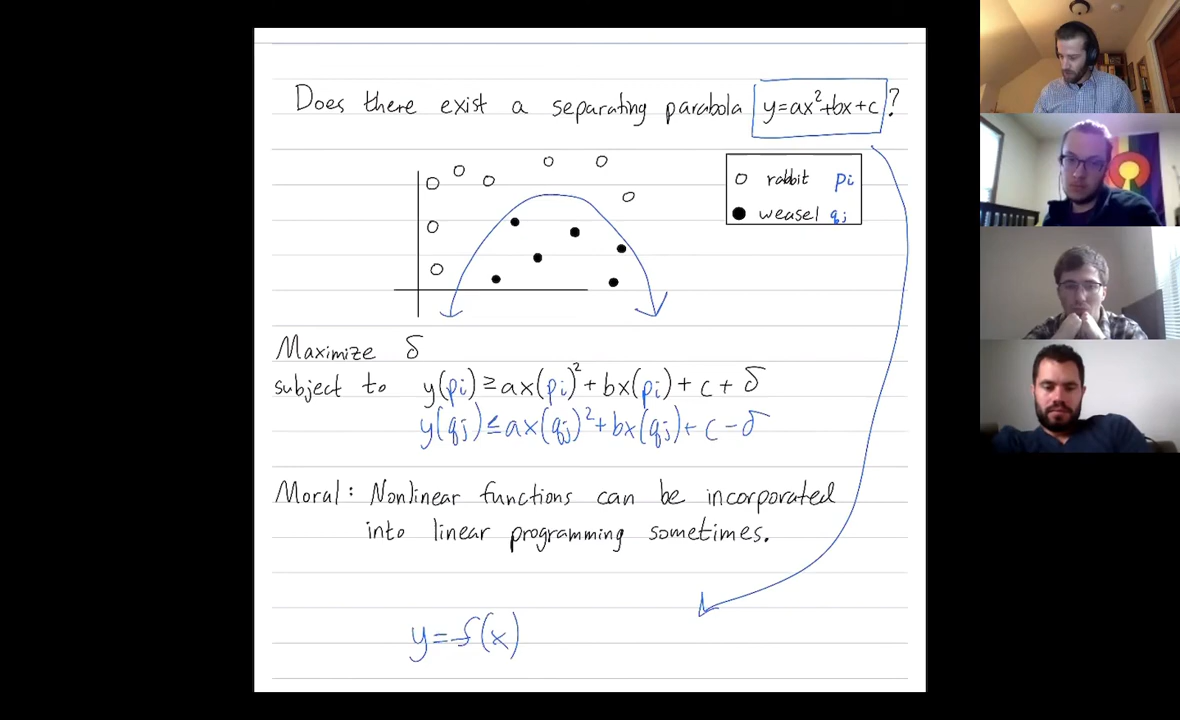 Does there exist a separating parabola y=ax²+bx+c ?
rabbit pi
weasel qj
Maximize δ
subject to y(pi) ≥ ax(pi)² + bx(pi) + c + δ
y(qj) ≤ ax(qj)² + bx(qj) + c - δ
Moral: Nonlinear functions can be incorporated
into linear programming sometimes.
y=f(x)